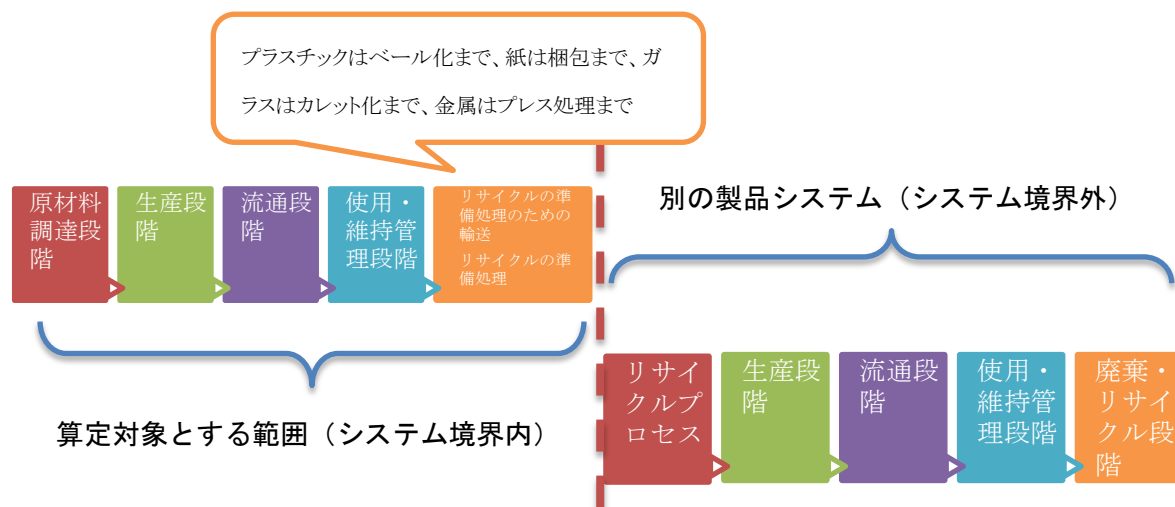 プラスチックはベール化まで、紙は梱包まで、ガ
ラスはカレット化まで、金属はプレス処理まで
原材料
調達段
階
生産段
階
流通段
階
使用・
維持管
理段階
リサイクルの準
備処理のための
輸送
リサイクルの準
備処理
別の製品システム（システム境界外）
算定対象とする範囲（システム境界内）
リサイ
クルプ
ロセス
生産段
階
流通段
階
使用・
維持管
理段階
廃棄・
リサイ
クル段
階